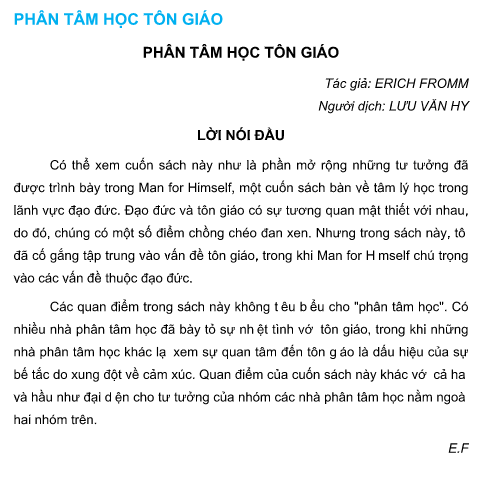 PHÂN TÂM HỌC TÔN GIÁO
PHÂN TÂM HỌC TÔN GIÁO
Tác giả: ERICH FROMM
Người dịch: LƯU VĂN HY
LỜI NÓI ĐẦU
Có thể xem cuốn sách này như là phần mở rộng những tư tưởng đã
được trình bày trong Man for Himself, một cuốn sách bàn về tâm lý học trong
lãnh vực đạo đức. Đạo đức và tôn giáo có sự tương quan mật thiết với nhau,
do đó, chúng có một số điểm chồng chéo đan xen. Nhưng trong sách này, tô
đã cố gắng tập trung vào vấn đề tôn giáo, trong khi Man for H mself chú trọng
vào các vấn đề thuộc đạo đức.
Các quan điểm trong sách này không t êu b ểu cho "phân tâm học". Có
nhiều nhà phân tâm học đã bày tỏ sự nh ệt tình vớ tôn giáo, trong khi những
nhà phân tâm học khác lạ xem sự quan tâm đến tôn g áo là dấu hiệu của sự
bế tắc do xung đột về cảm xúc. Quan điểm của cuốn sách này khác vớ cả ha
và hầu như đại d ện cho tư tưởng của nhóm các nhà phân tâm học nằm ngoà
hai nhóm trên.
E.F